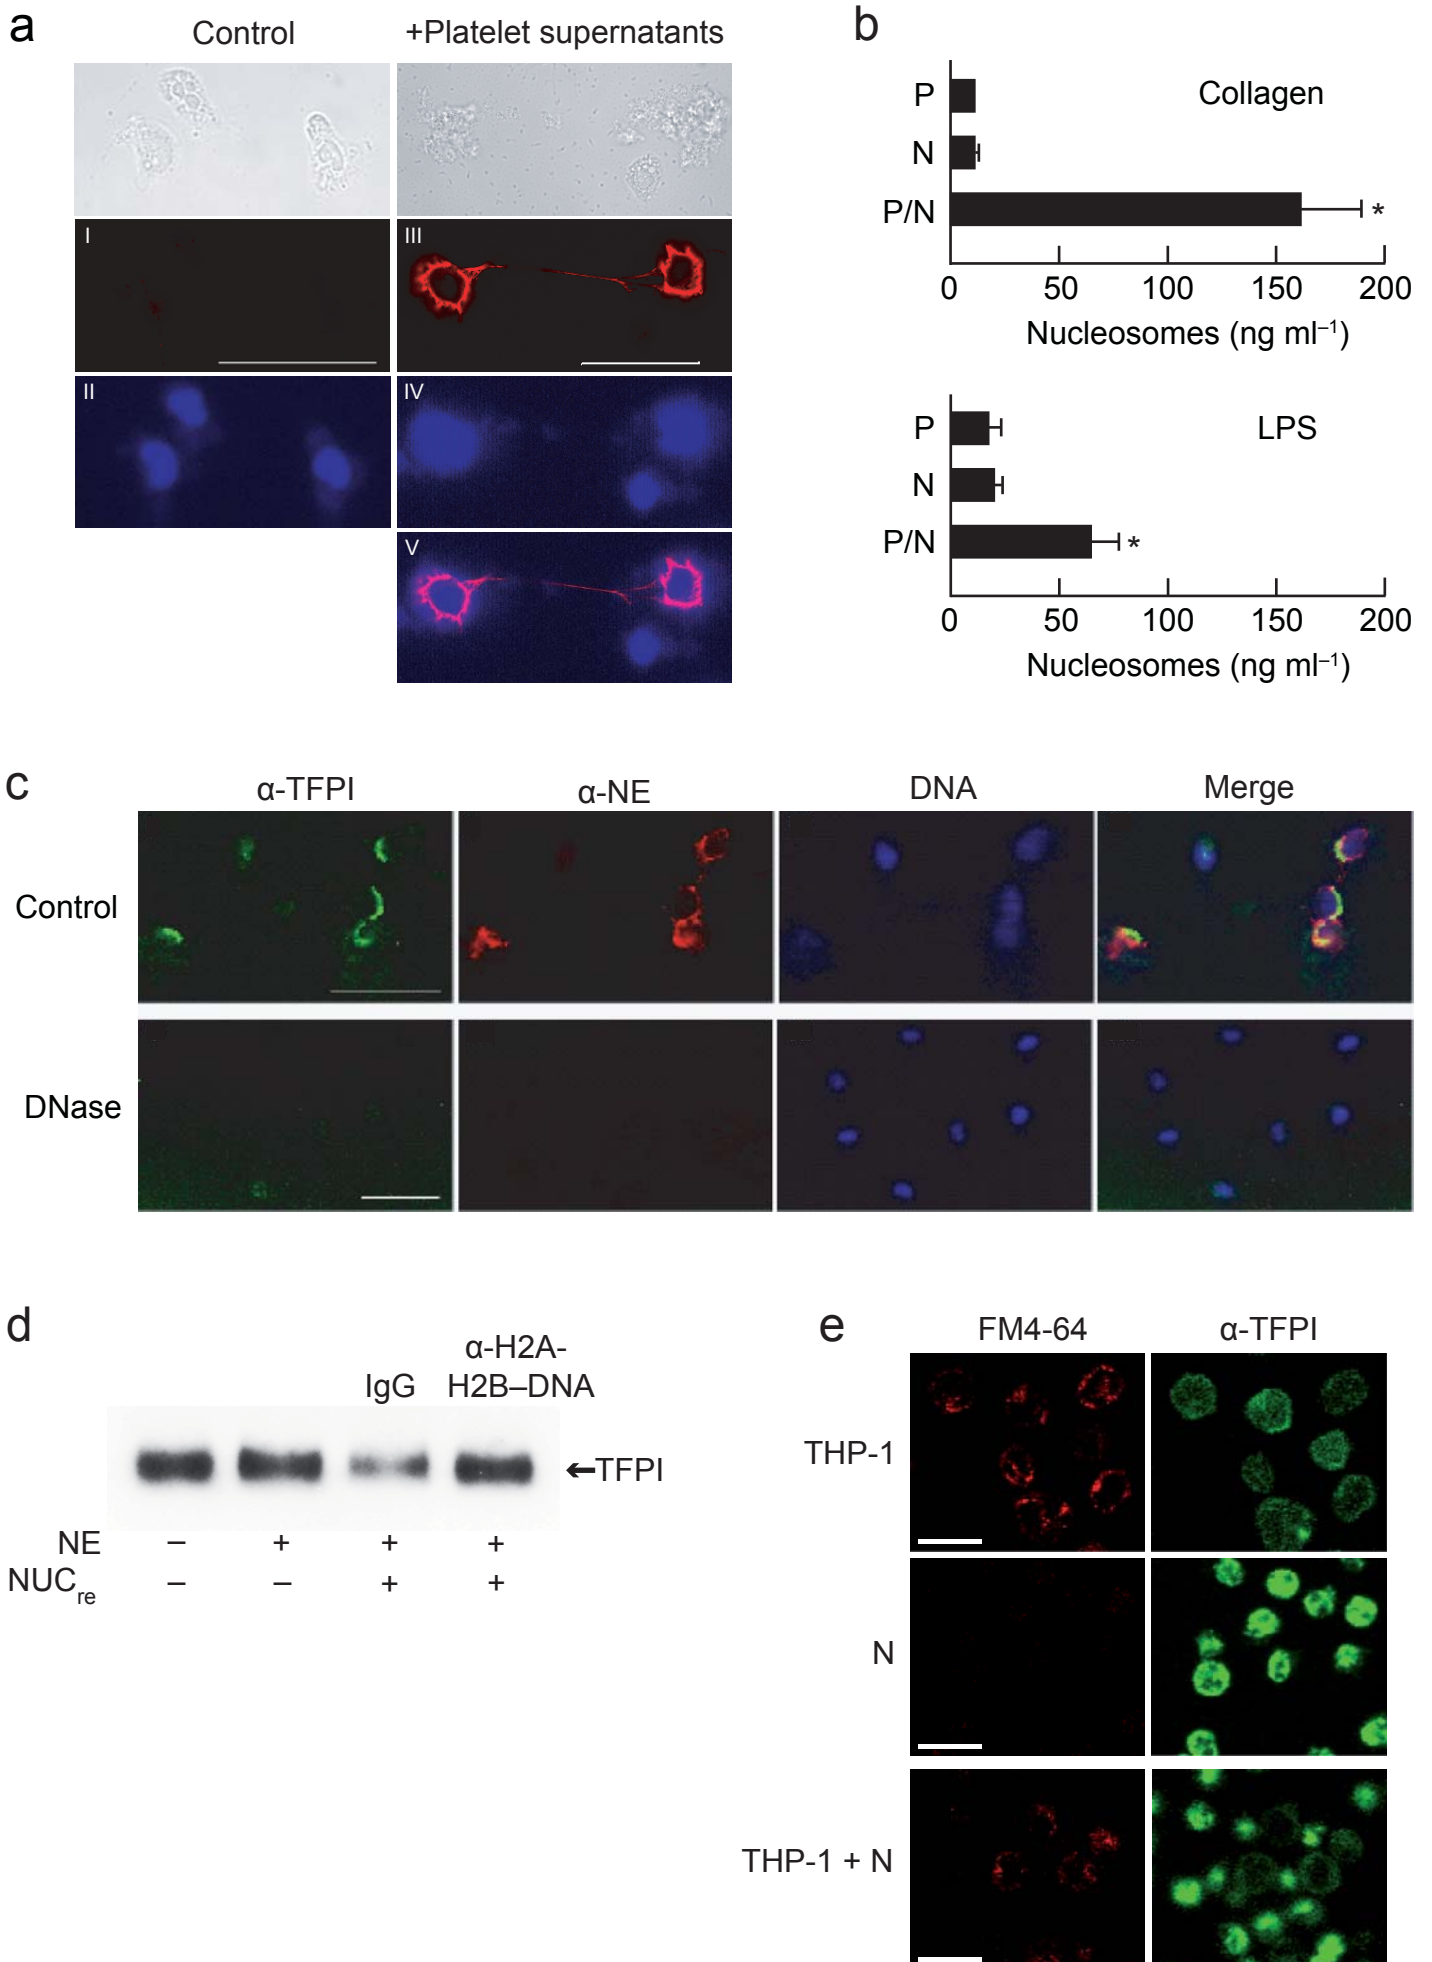 a
Control
+Platelet supernatants
I
III
II
IV
V
b
P
Collagen
N
P/N
*
0 50 100 150 200
Nucleosomes (ng ml⁻¹)
P
LPS
N
P/N
*
0 50 100 150 200
Nucleosomes (ng ml⁻¹)
c
α-TFPI α-NE DNA Merge
Control
DNase
d
α-H2A-
IgG H2B–DNA
←TFPI
NE – + + +
NUCre – – + +
e
FM4-64 α-TFPI
THP-1
N
THP-1 + N